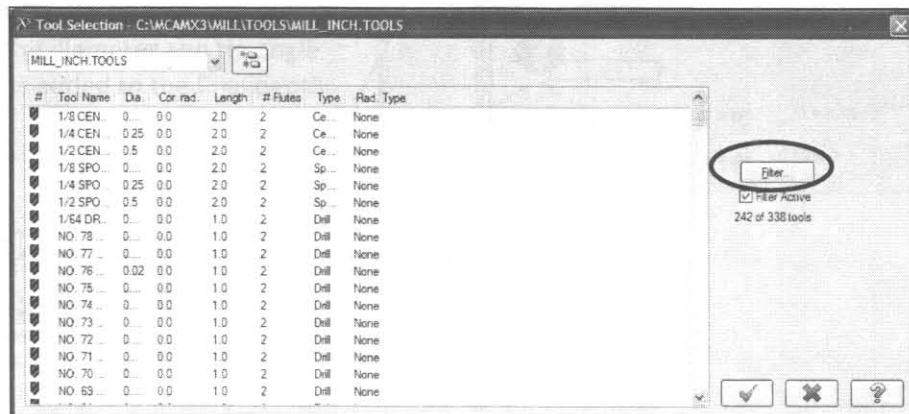 Tool Selection - C:\MCAMX3\MILL\TOOLS\MILL_INCH.TOOLS
MILL_INCH.TOOLS
# Tool Name Dia. Cor. rad. Length # Flutes Type Rad. Type
1/8 CEN... 0.... 0.0 2.0 2 Ce... None
1/4 CEN... 0.25 0.0 2.0 2 Ce... None
1/2 CEN... 0.5 0.0 2.0 2 Ce... None
1/8 SPO... 0.... 0.0 2.0 2 Sp... None
1/4 SPO... 0.25 0.0 2.0 2 Sp... None
1/2 SPO... 0.5 0.0 2.0 2 Sp... None
1/64 DR... 0.... 0.0 1.0 2 Drill None
NO. 78 ... 0.... 0.0 1.0 2 Drill None
NO. 77 ... 0.... 0.0 1.0 2 Drill None
NO. 76 ... 0.02 0.0 1.0 2 Drill None
NO. 75 ... 0.... 0.0 1.0 2 Drill None
NO. 74 ... 0.... 0.0 1.0 2 Drill None
NO. 73 ... 0.... 0.0 1.0 2 Drill None
NO. 72 ... 0.... 0.0 1.0 2 Drill None
NO. 71 ... 0.... 0.0 1.0 2 Drill None
NO. 70 ... 0.... 0.0 1.0 2 Drill None
NO. 69 ... 0.... 0.0 1.0 2 Drill None
Filter...
Filter Active
242 of 338 tools